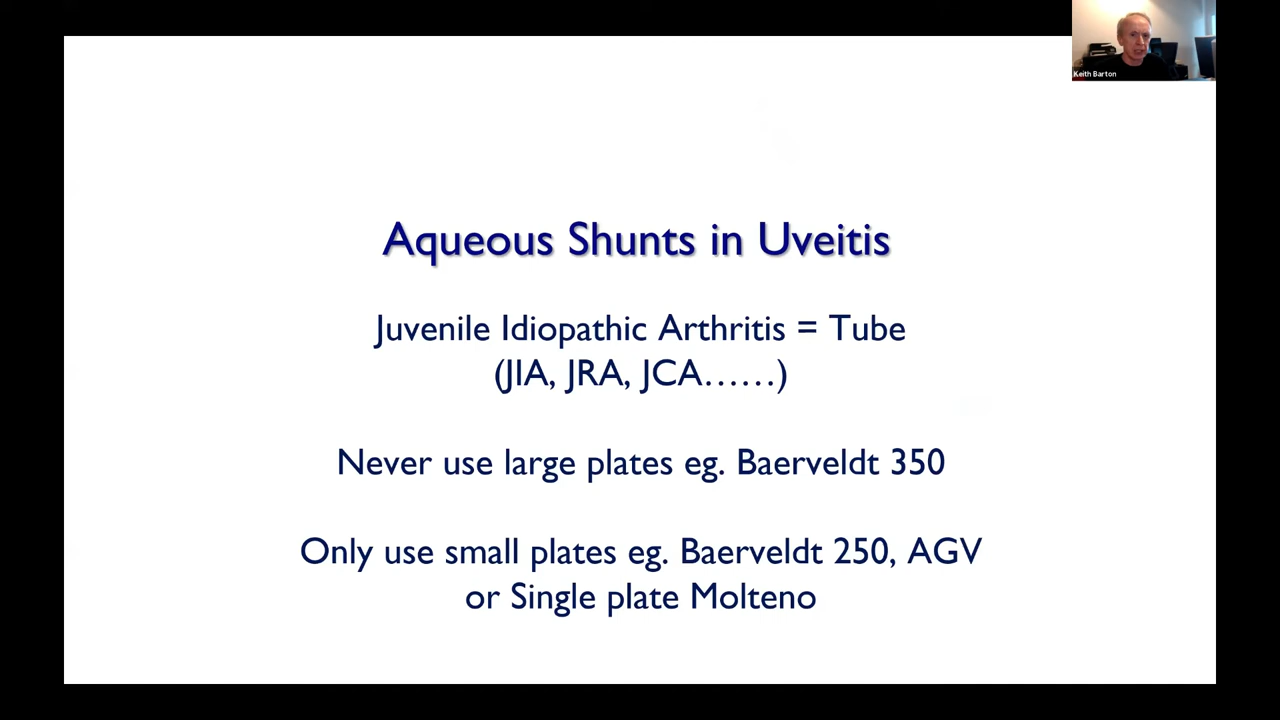 Keith Barton
Aqueous Shunts in Uveitis
Juvenile Idiopathic Arthritis = Tube
(JIA, JRA, JCA......)
Never use large plates eg. Baerveldt 350
Only use small plates eg. Baerveldt 250, AGV
or Single plate Molteno